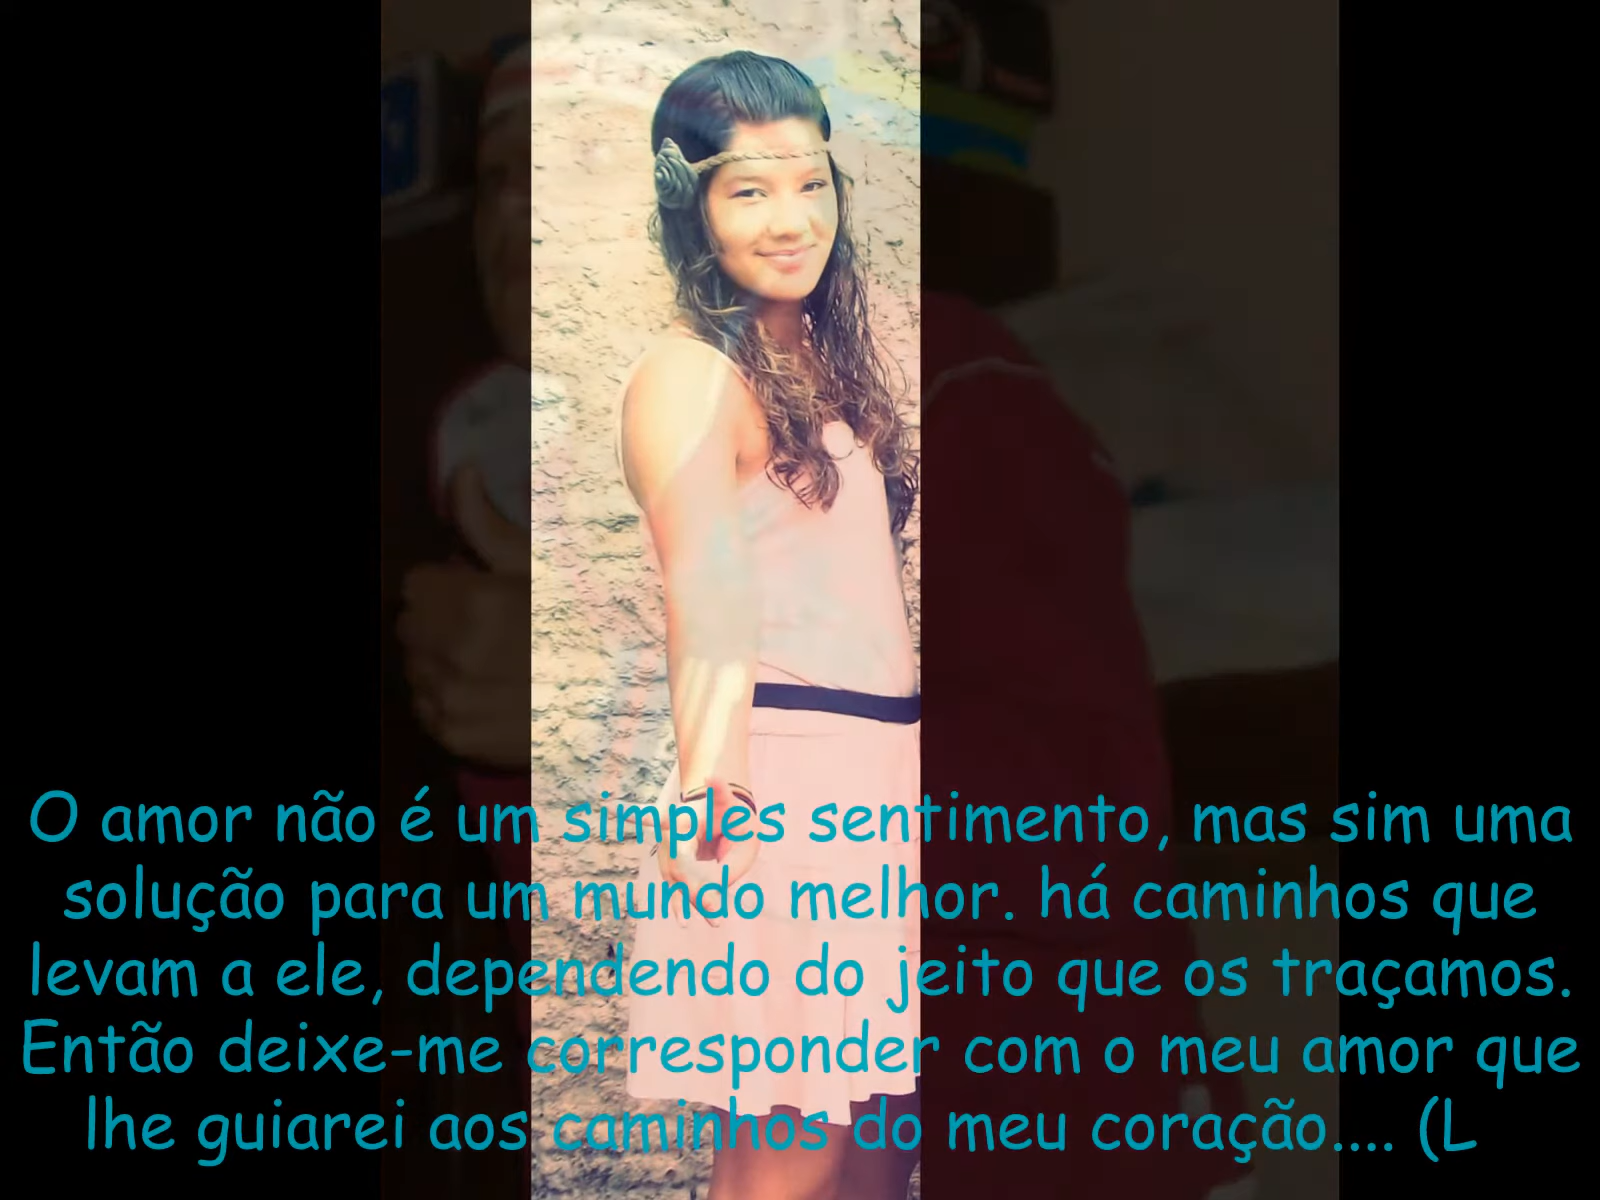 O amor não é um simples sentimento, mas sim uma
solução para um mundo melhor. há caminhos que
levam a ele, dependendo do jeito que os traçamos.
Então deixe-me corresponder com o meu amor que
lhe guiarei aos caminhos do meu coração.... (L